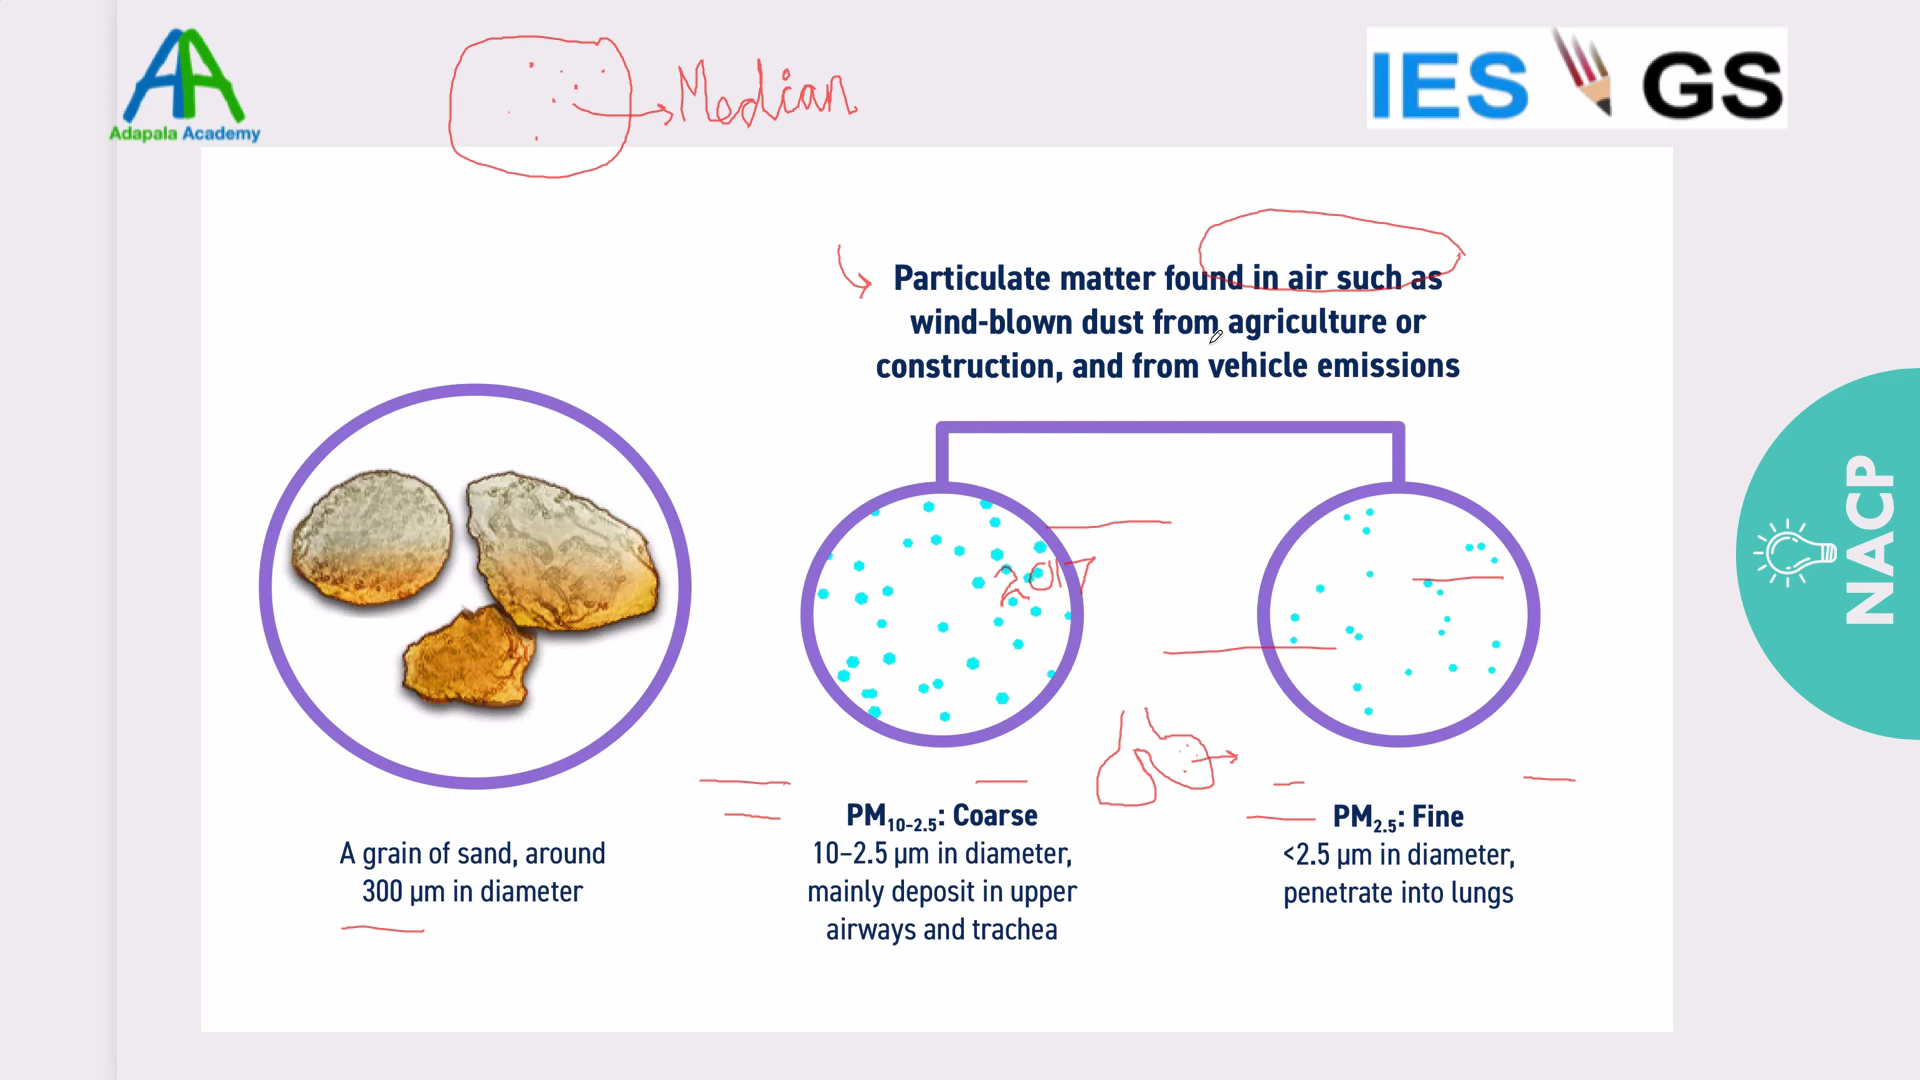 Adapala Academy
Median
IES GS
Particulate matter found in air such as
wind-blown dust from agriculture or
construction, and from vehicle emissions
2017
NACP
A grain of sand, around
300 µm in diameter
PM10–2.5: Coarse
10–2.5 µm in diameter,
mainly deposit in upper
airways and trachea
PM2.5: Fine
<2.5 µm in diameter,
penetrate into lungs